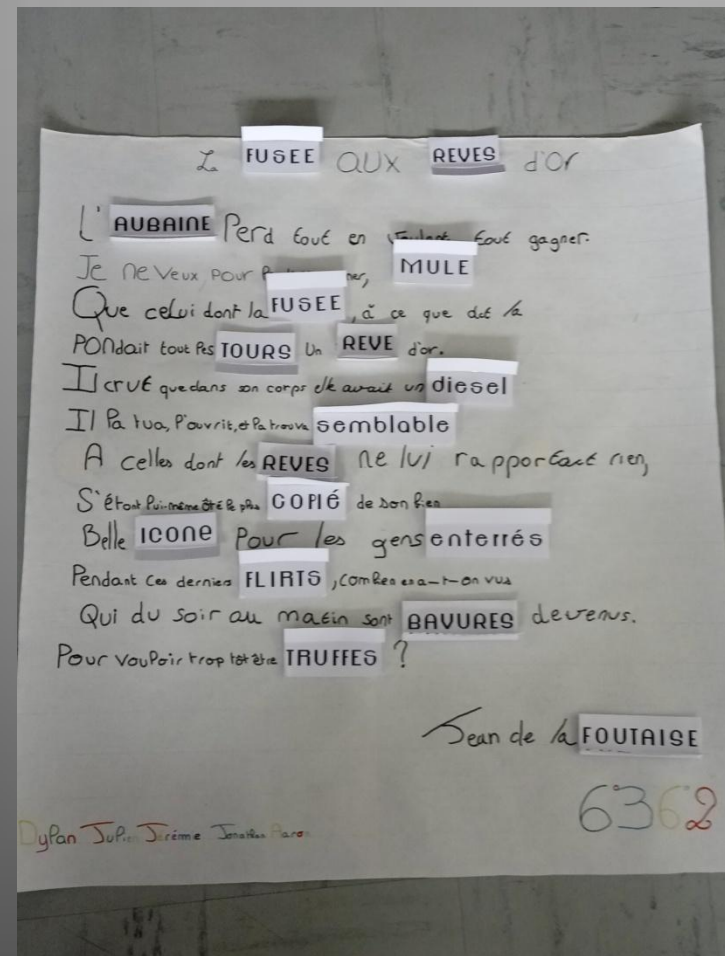 La FUSEE aux REVES d'or
L'AUBAINE Perd tout en voulant tout gagner.
Je ne veux pour MULE
Que celui dont la FUSEE, à ce que dit la
PONdait tout les TOURS Un REVE d'or.
Il crut que dans son corps elle avait un diesel
Il la tua, l'ouvrit, et la trouva semblable
A celles dont les REVES ne lui rapportait rien,
S'étant lui-même ôté le plus COPIÉ de son bien
Belle ICONE Pour les gens enterrés
Pendant ces derniers FLIRTS, combien en a-t-on vus
Qui du soir au matin sont BAVURES devenus.
Pour vouloir trop tôt être TRUFFES ?
Jean de la FOUTAISE
6362
Dylan Julien Jérème Jonathan Aaron